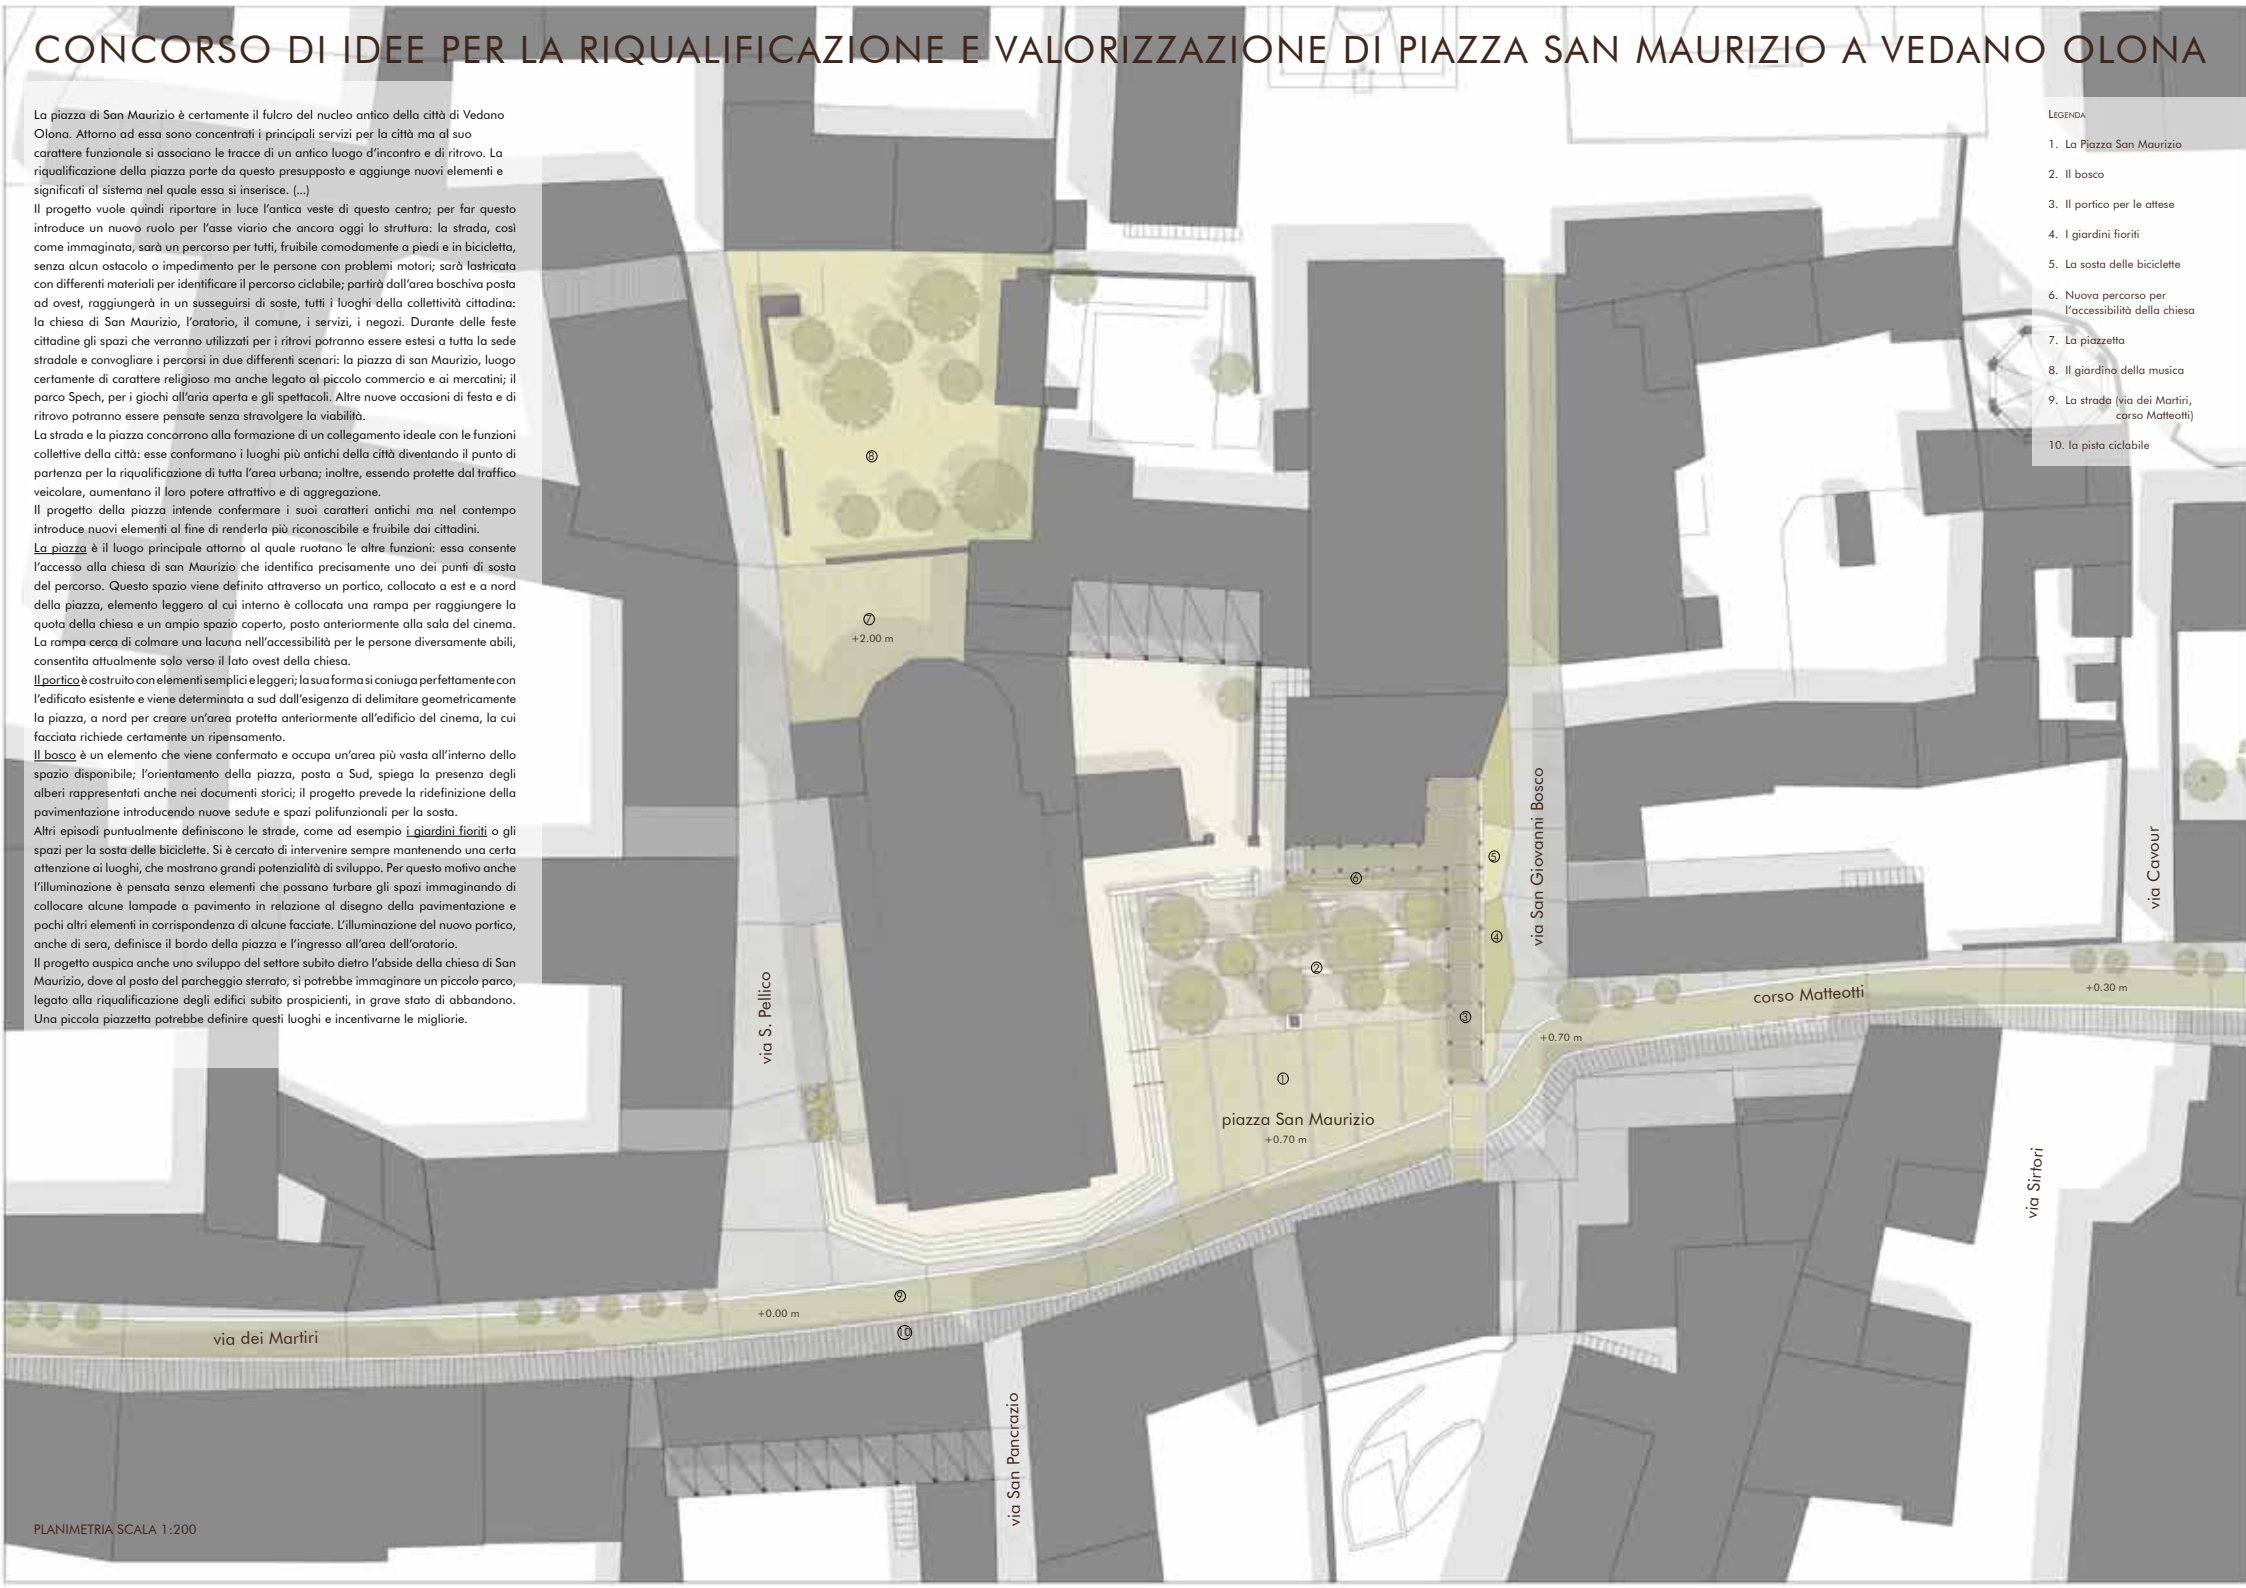 CONCORSO DI IDEE PER LA RIQUALIFICAZIONE E VALORIZZAZIONE DI PIAZZA SAN MAURIZIO A VEDANO OLONA
La piazza di San Maurizio è certamente il fulcro del nucleo antico della città di Vedano
Olona. Attorno ad essa sono concentrati i principali servizi per la città ma al suo
carattere funzionale si associano le tracce di un antico luogo d'incontro e di ritrovo. La
riqualificazione della piazza parte da questo presupposto e aggiunge nuovi elementi e
significati al sistema nel quale essa si inserisce. (...)
Il progetto vuole quindi riportare in luce l'antica veste di questo centro; per far questo
introduce un nuovo ruolo per l'asse viario che ancora oggi lo struttura: la strada, così
come immaginata, sarà un percorso per tutti, fruibile comodamente a piedi e in bicicletta,
senza alcun ostacolo o impedimento per le persone con problemi motori; sarà lastricata
con differenti materiali per identificare il percorso ciclabile; partirà dall'area boschiva posta
ad ovest, raggiungerà in un susseguirsi di soste, tutti i luoghi della collettività cittadina:
la chiesa di San Maurizio, l'oratorio, il comune, i servizi, i negozi. Durante delle feste
cittadine gli spazi che verranno utilizzati per i ritrovi potranno essere estesi a tutta la sede
stradale e convogliare i percorsi in due differenti scenari: la piazza di san Maurizio, luogo
certamente di carattere religioso ma anche legato al piccolo commercio e ai mercatini; il
parco Spech, per i giochi all'aria aperta e gli spettacoli. Altre nuove occasioni di festa e di
ritrovo potranno essere pensate senza stravolgere la viabilità.
La strada e la piazza concorrono alla formazione di un collegamento ideale con le funzioni
collettive della città: esse conformano i luoghi più antichi della città diventando il punto di
partenza per la riqualificazione di tutta l'area urbana; inoltre, essendo protette dal traffico
veicolare, aumentano il loro potere attrattivo e di aggregazione.
Il progetto della piazza intende confermare i suoi caratteri antichi ma nel contempo
introduce nuovi elementi al fine di renderla più riconoscibile e fruibile dai cittadini.
La piazza è il luogo principale attorno al quale ruotano le altre funzioni: essa consente
l'accesso alla chiesa di san Maurizio che identifica precisamente uno dei punti di sosta
del percorso. Questo spazio viene definito attraverso un portico, collocato a est e a nord
della piazza, elemento leggero al cui interno è collocata una rampa per raggiungere la
quota della chiesa e un ampio spazio coperto, posto anteriormente alla sala del cinema.
La rampa cerca di colmare una lacuna nell'accessibilità per le persone diversamente abili,
consentita attualmente solo verso il lato ovest della chiesa.
Il portico è costruito con elementi semplici e leggeri; la sua forma si coniuga perfettamente con
l'edificato esistente e viene determinata a sud dall'esigenza di delimitare geometricamente
la piazza, a nord per creare un'area protetta anteriormente all'edificio del cinema, la cui
facciata richiede certamente un ripensamento.
Il bosco è un elemento che viene confermato e occupa un'area più vasta all'interno dello
spazio disponibile; l'orientamento della piazza, posta a Sud, spiega la presenza degli
alberi rappresentati anche nei documenti storici; il progetto prevede la ridefinizione della
pavimentazione introducendo nuove sedute e spazi polifunzionali per la sosta.
Altri episodi puntualmente definiscono le strade, come ad esempio i giardini fioriti o gli
spazi per la sosta delle biciclette. Si è cercato di intervenire sempre mantenendo una certa
attenzione ai luoghi, che mostrano grandi potenzialità di sviluppo. Per questo motivo anche
l'illuminazione è pensata senza elementi che possano turbare gli spazi immaginando di
collocare alcune lampade a pavimento in relazione al disegno della pavimentazione e
pochi altri elementi in corrispondenza di alcune facciate. L'illuminazione del nuovo portico,
anche di sera, definisce il bordo della piazza e l'ingresso all'area dell'oratorio.
Il progetto auspica anche uno sviluppo del settore subito dietro l'abside della chiesa di San
Maurizio, dove al posto del parcheggio sterrato, si potrebbe immaginare un piccolo parco,
legato alla riqualificazione degli edifici subito prospicienti, in grave stato di abbandono.
Una piccola piazzetta potrebbe definire questi luoghi e incentivarne le migliorie.
Legenda
1. La Piazza San Maurizio
2. Il bosco
3. Il portico per le attese
4. I giardini fioriti
5. La sosta delle biciclette
6. Nuova percorso per
l'accessibilità della chiesa
7. La piazzetta
8. Il giardino della musica
9. La strada (via dei Martiri,
corso Matteotti)
10. la pista ciclabile
8
7
+2.00 m
via San Giovanni Bosco
via Cavour
5
6
4
2
3
via S. Pellico
corso Matteotti
+0.30 m
+0.70 m
1
piazza San Maurizio
+0.70 m
via Sirtori
9
+0.00 m
10
via dei Martiri
via San Pancrazio
PLANIMETRIA SCALA 1:200